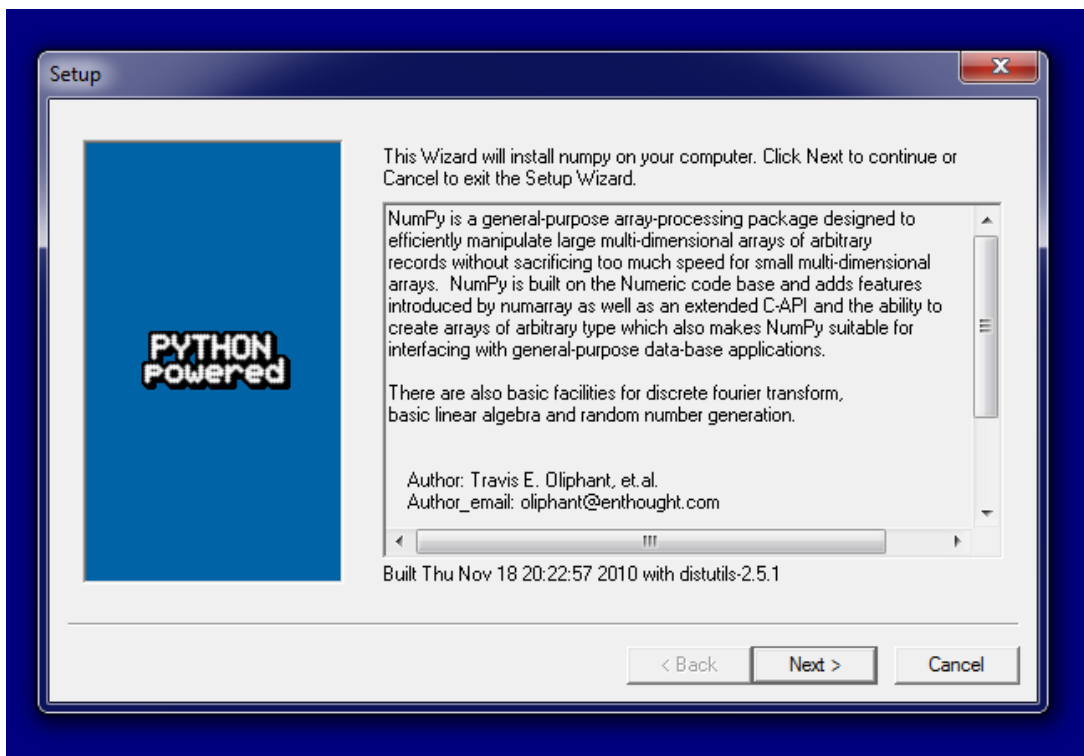 Setup
This Wizard will install numpy on your computer. Click Next to continue or
Cancel to exit the Setup Wizard.
NumPy is a general-purpose array-processing package designed to
efficiently manipulate large multi-dimensional arrays of arbitrary
records without sacrificing too much speed for small multi-dimensional
arrays.  NumPy is built on the Numeric code base and adds features
introduced by numarray as well as an extended C-API and the ability to
create arrays of arbitrary type which also makes NumPy suitable for
interfacing with general-purpose data-base applications.
There are also basic facilities for discrete fourier transform,
basic linear algebra and random number generation.
Author: Travis E. Oliphant, et.al.
Author_email: oliphant@enthought.com
PYTHON
Powered
Built Thu Nov 18 20:22:57 2010 with distutils-2.5.1
< Back
Next >
Cancel